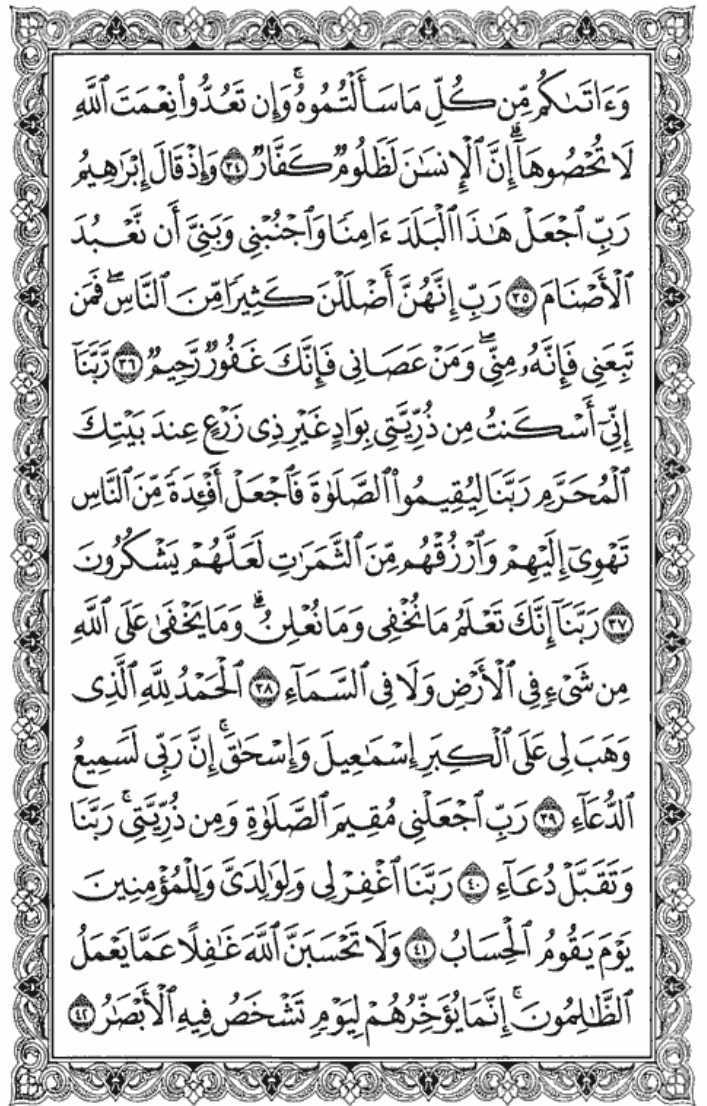 وَءَاتَىٰكُم مِّن كُلِّ مَا سَأَلْتُمُوهُ ۚ وَإِن تَعُدُّوا۟ نِعْمَتَ ٱللَّهِ
لَا تُحْصُوهَآ ۗ إِنَّ ٱلْإِنسَـٰنَ لَظَلُومٌ كَفَّارٌ ٣٤ وَإِذْ قَالَ إِبْرَٰهِيمُ
رَبِّ ٱجْعَلْ هَـٰذَا ٱلْبَلَدَ ءَامِنًا وَٱجْنُبْنِى وَبَنِىَّ أَن نَّعْبُدَ
ٱلْأَصْنَامَ ٣٥ رَبِّ إِنَّهُنَّ أَضْلَلْنَ كَثِيرًا مِّنَ ٱلنَّاسِ ۖ فَمَن
تَبِعَنِى فَإِنَّهُۥ مِنِّى ۖ وَمَنْ عَصَانِى فَإِنَّكَ غَفُورٌ رَّحِيمٌ ٣٦ رَّبَّنَآ
إِنِّىٓ أَسْكَنتُ مِن ذُرِّيَّتِى بِوَادٍ غَيْرِ ذِى زَرْعٍ عِندَ بَيْتِكَ
ٱلْمُحَرَّمِ رَبَّنَا لِيُقِيمُوا۟ ٱلصَّلَوٰةَ فَٱجْعَلْ أَفْـِٔدَةً مِّنَ ٱلنَّاسِ
تَهْوِىٓ إِلَيْهِمْ وَٱرْزُقْهُم مِّنَ ٱلثَّمَرَٰتِ لَعَلَّهُمْ يَشْكُرُونَ
٣٧ رَبَّنَآ إِنَّكَ تَعْلَمُ مَا نُخْفِى وَمَا نُعْلِنُ ۗ وَمَا يَخْفَىٰ عَلَى ٱللَّهِ
مِن شَىْءٍ فِى ٱلْأَرْضِ وَلَا فِى ٱلسَّمَآءِ ٣٨ ٱلْحَمْدُ لِلَّهِ ٱلَّذِى
وَهَبَ لِى عَلَى ٱلْكِبَرِ إِسْمَـٰعِيلَ وَإِسْحَـٰقَ ۚ إِنَّ رَبِّى لَسَمِيعُ
ٱلدُّعَآءِ ٣٩ رَبِّ ٱجْعَلْنِى مُقِيمَ ٱلصَّلَوٰةِ وَمِن ذُرِّيَّتِى ۚ رَبَّنَا
وَتَقَبَّلْ دُعَآءِ ٤٠ رَبَّنَا ٱغْفِرْ لِى وَلِوَٰلِدَىَّ وَلِلْمُؤْمِنِينَ
يَوْمَ يَقُومُ ٱلْحِسَابُ ٤١ وَلَا تَحْسَبَنَّ ٱللَّهَ غَـٰفِلًا عَمَّا يَعْمَلُ
ٱلظَّـٰلِمُونَ ۚ إِنَّمَا يُؤَخِّرُهُمْ لِيَوْمٍ تَشْخَصُ فِيهِ ٱلْأَبْصَـٰرُ ٤٢